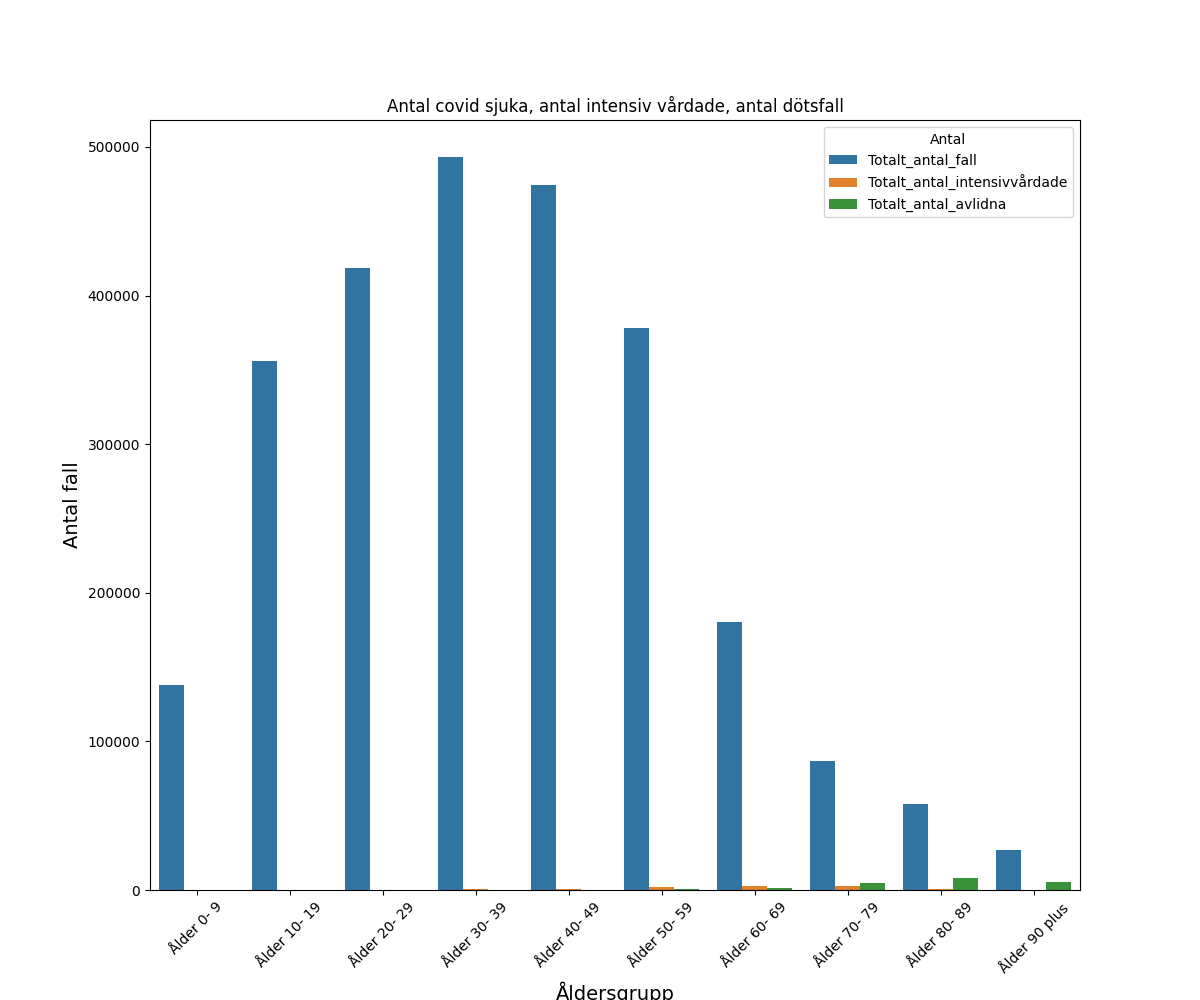 Antal covid sjuka, antal intensiv vårdade, antal dötsfall
Antal
Totalt_antal_fall
Totalt_antal_intensivvårdade
Totalt_antal_avlidna
500000
400000
300000
200000
100000
0
Antal fall
Ålder 0- 9
Ålder 10- 19
Ålder 20- 29
Ålder 30- 39
Ålder 40- 49
Ålder 50- 59
Ålder 60- 69
Ålder 70- 79
Ålder 80- 89
Ålder 90 plus
Åldersgrupp